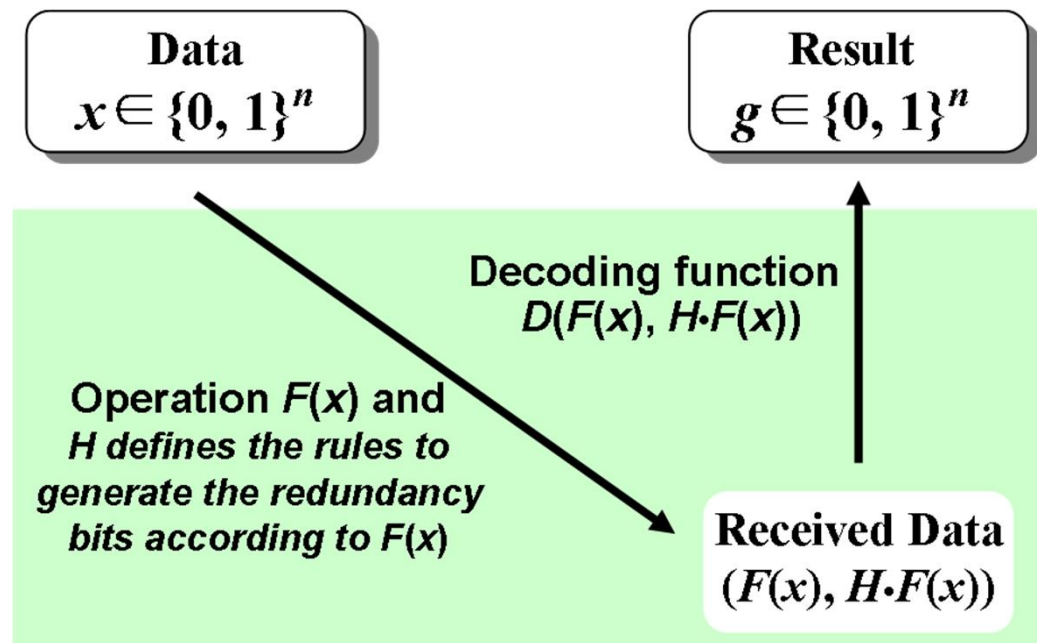 Data
x ∈ {0, 1}ⁿ
Result
g ∈ {0, 1}ⁿ
Decoding function
D(F(x), H·F(x))
Operation F(x) and
H defines the rules to
generate the redundancy
bits according to F(x)
Received Data
(F(x), H·F(x))